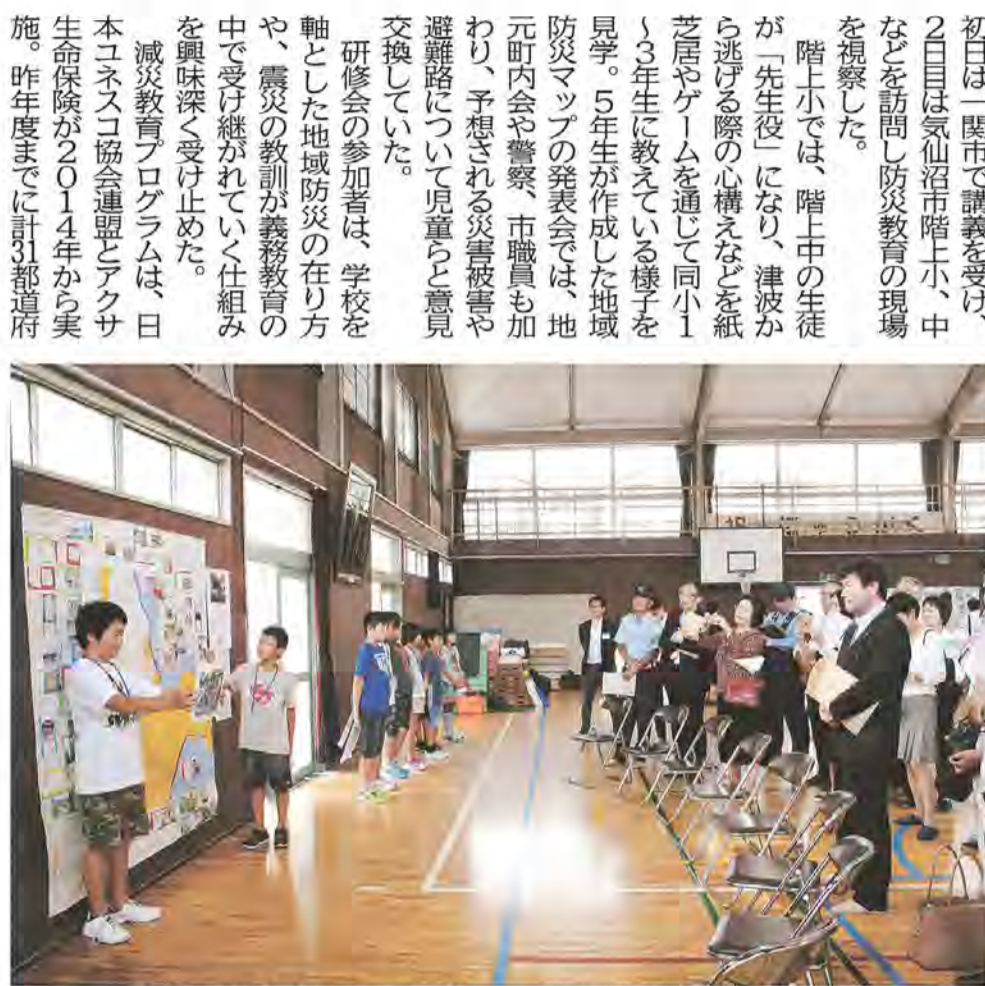 初日は一関市で講義を受け、
2日目は気仙沼市階上小、中
などを訪問し防災教育の現場
を視察した。
階上小では、階上中の生徒
が「先生役」になり、津波か
ら逃げる際の心構えなどを紙
芝居やゲームを通じて同小1
～3年生に教えている様子を
見学。5年生が作成した地域
防災マップの発表会では、地
元町内会や警察、市職員も加
わり、予想される災害被害や
避難路について児童らと意見
交換していた。
研修会の参加者は、学校を
軸とした地域防災の在り方
や、震災の教訓が義務教育の
中で受け継がれていく仕組み
を興味深く受け止めた。
減災教育プログラムは、日
本ユネスコ協会連盟とアクサ
生命保険が2014年から実
施。昨年度までに計31都道府